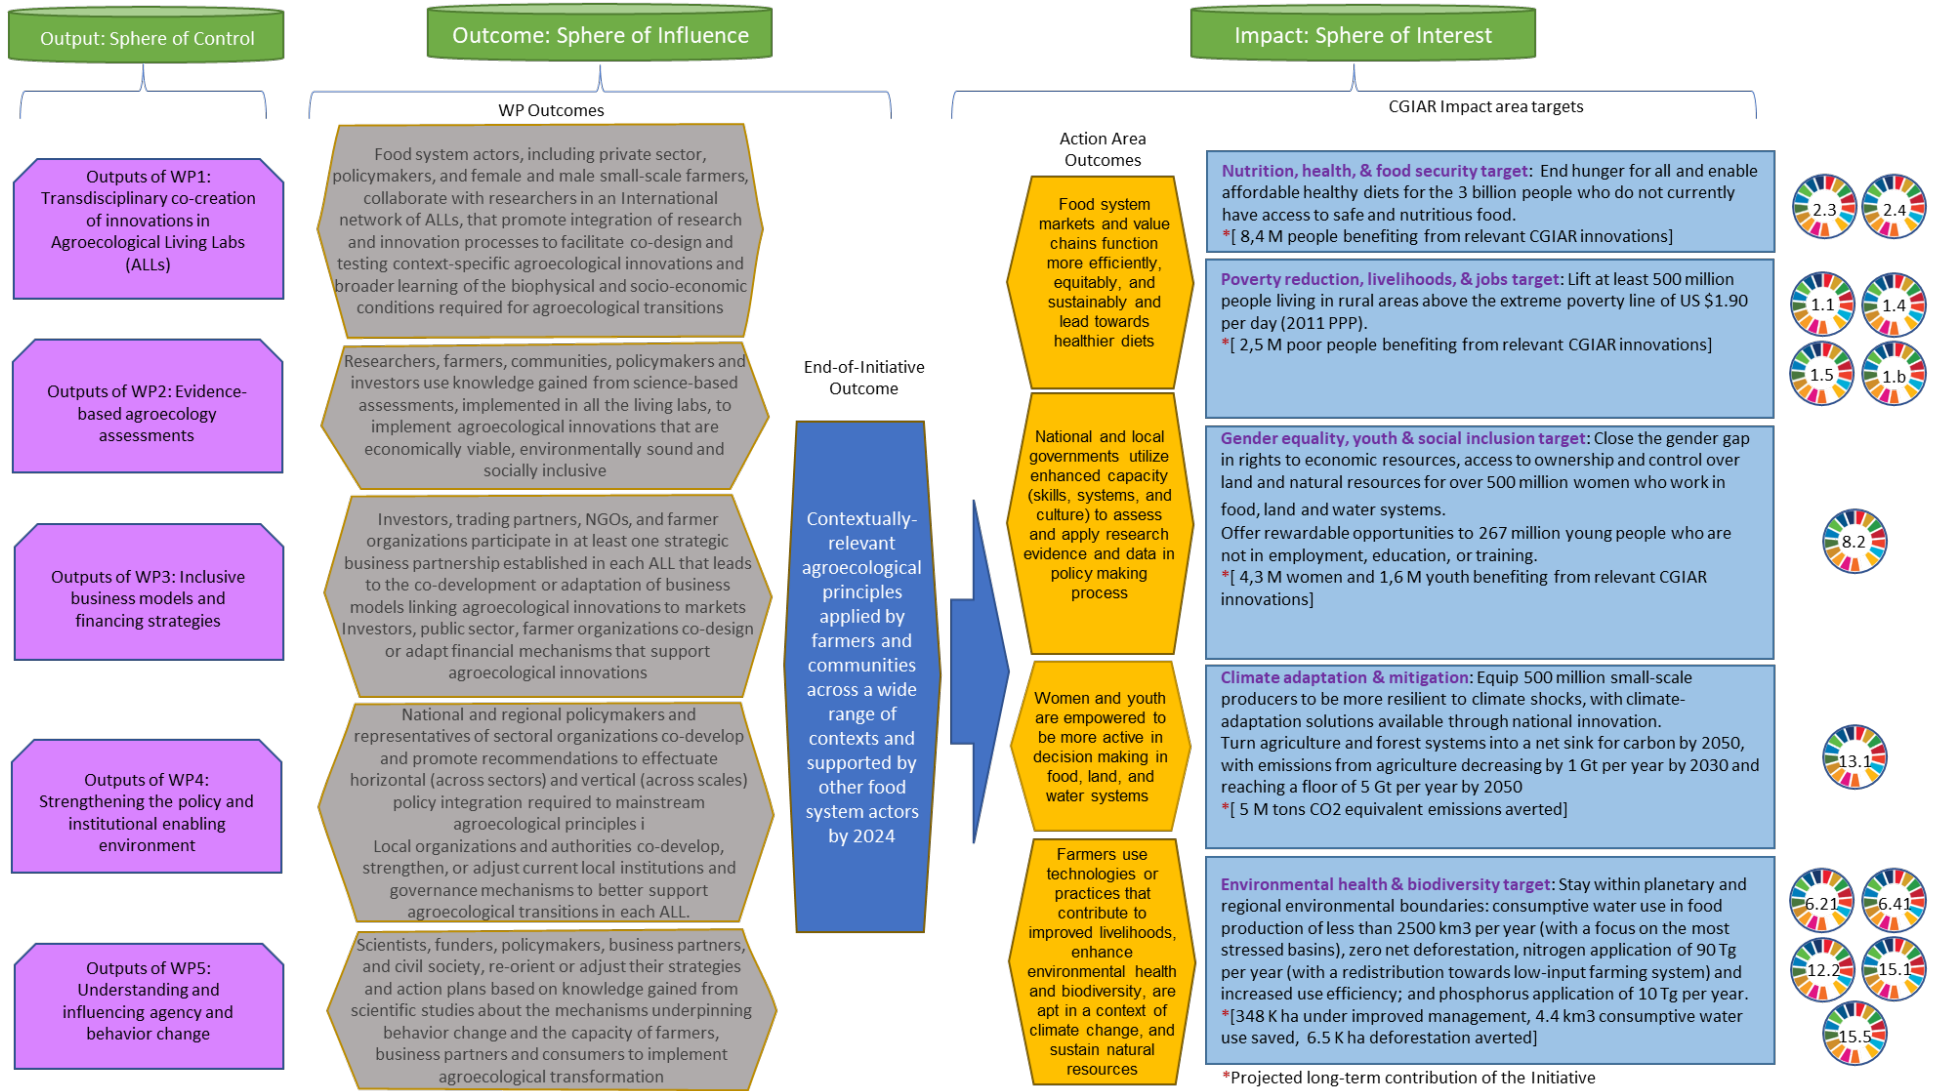 Output: Sphere of Control
Outcome: Sphere of Influence
Impact: Sphere of Interest
WP Outcomes
CGIAR Impact area targets
Action Area
Outcomes
End-of-Initiative
Outcome
Outputs of WP1:
Transdisciplinary co-creation
of innovations in
Agroecological Living Labs
(ALLs)
Outputs of WP2: Evidence-
based agroecology
assessments
Outputs of WP3: Inclusive
business models and
financing strategies
Outputs of WP4:
Strengthening the policy and
institutional enabling
environment
Outputs of WP5:
Understanding and
influencing agency and
behavior change
Food system actors, including private sector,
policymakers, and female and male small-scale farmers,
collaborate with researchers in an International
network of ALLs, that promote integration of research
and innovation processes to facilitate co-design and
testing context-specific agroecological innovations and
broader learning of the biophysical and socio-economic
conditions required for agroecological transitions
Researchers, farmers, communities, policymakers and
investors use knowledge gained from science-based
assessments, implemented in all the living labs, to
implement agroecological innovations that are
economically viable, environmentally sound and
socially inclusive
Investors, trading partners, NGOs, and farmer
organizations participate in at least one strategic
business partnership established in each ALL that leads
to the co-development or adaptation of business
models linking agroecological innovations to markets
Investors, public sector, farmer organizations co-design
or adapt financial mechanisms that support
agroecological innovations
National and regional policymakers and
representatives of sectoral organizations co-develop
and promote recommendations to effectuate
horizontal (across sectors) and vertical (across scales)
policy integration required to mainstream
agroecological principles i
Local organizations and authorities co-develop,
strengthen, or adjust current local institutions and
governance mechanisms to better support
agroecological transitions in each ALL.
Scientists, funders, policymakers, business partners,
and civil society, re-orient or adjust their strategies
and action plans based on knowledge gained from
scientific studies about the mechanisms underpinning
behavior change and the capacity of farmers,
business partners and consumers to implement
agroecological transformation
Contextually-
relevant
agroecological
principles
applied by
farmers and
communities
across a wide
range of
contexts and
supported by
other food
system actors
by 2024
Food system
markets and value
chains function
more efficiently,
equitably, and
sustainably and
lead towards
healthier diets
National and local
governments utilize
enhanced capacity
(skills, systems, and
culture) to assess
and apply research
evidence and data in
policy making
process
Women and youth
are empowered to
be more active in
decision making in
food, land, and
water systems
Farmers use
technologies or
practices that
contribute to
improved livelihoods,
enhance
environmental health
and biodiversity, are
apt in a context of
climate change, and
sustain natural
resources
Nutrition, health, & food security target: End hunger for all and enable
affordable healthy diets for the 3 billion people who do not currently
have access to safe and nutritious food.
*[ 8,4 M people benefiting from relevant CGIAR innovations]
2.3
2.4
Poverty reduction, livelihoods, & jobs target: Lift at least 500 million
people living in rural areas above the extreme poverty line of US $1.90
per day (2011 PPP).
*[ 2,5 M poor people benefiting from relevant CGIAR innovations]
1.1
1.4
1.5
1.b
Gender equality, youth & social inclusion target: Close the gender gap
in rights to economic resources, access to ownership and control over
land and natural resources for over 500 million women who work in
food, land and water systems.
Offer rewardable opportunities to 267 million young people who are
not in employment, education, or training.
*[ 4,3 M women and 1,6 M youth benefiting from relevant CGIAR
innovations]
8.2
Climate adaptation & mitigation: Equip 500 million small-scale
producers to be more resilient to climate shocks, with climate-
adaptation solutions available through national innovation.
Turn agriculture and forest systems into a net sink for carbon by 2050,
with emissions from agriculture decreasing by 1 Gt per year by 2030 and
reaching a floor of 5 Gt per year by 2050
*[ 5 M tons CO2 equivalent emissions averted]
13.1
Environmental health & biodiversity target: Stay within planetary and
regional environmental boundaries: consumptive water use in food
production of less than 2500 km3 per year (with a focus on the most
stressed basins), zero net deforestation, nitrogen application of 90 Tg
per year (with a redistribution towards low-input farming system) and
increased use efficiency; and phosphorus application of 10 Tg per year.
*[348 K ha under improved management, 4.4 km3 consumptive water
use saved, 6.5 K ha deforestation averted]
6.21
6.41
12.2
15.1
15.5
*Projected long-term contribution of the Initiative